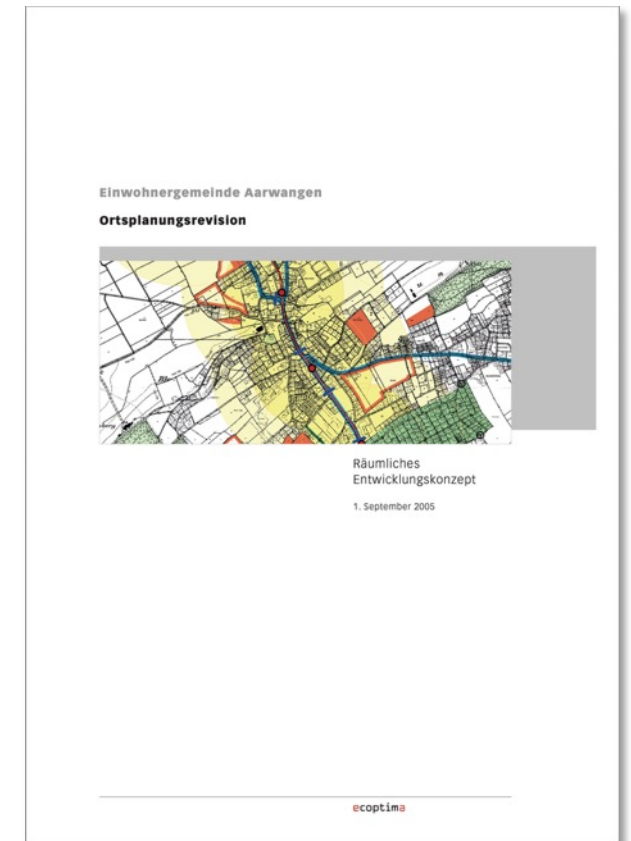 Einwohnergemeinde Aarwangen
Ortsplanungsrevision
Räumliches
Entwicklungskonzept
1. September 2005
ecoptima